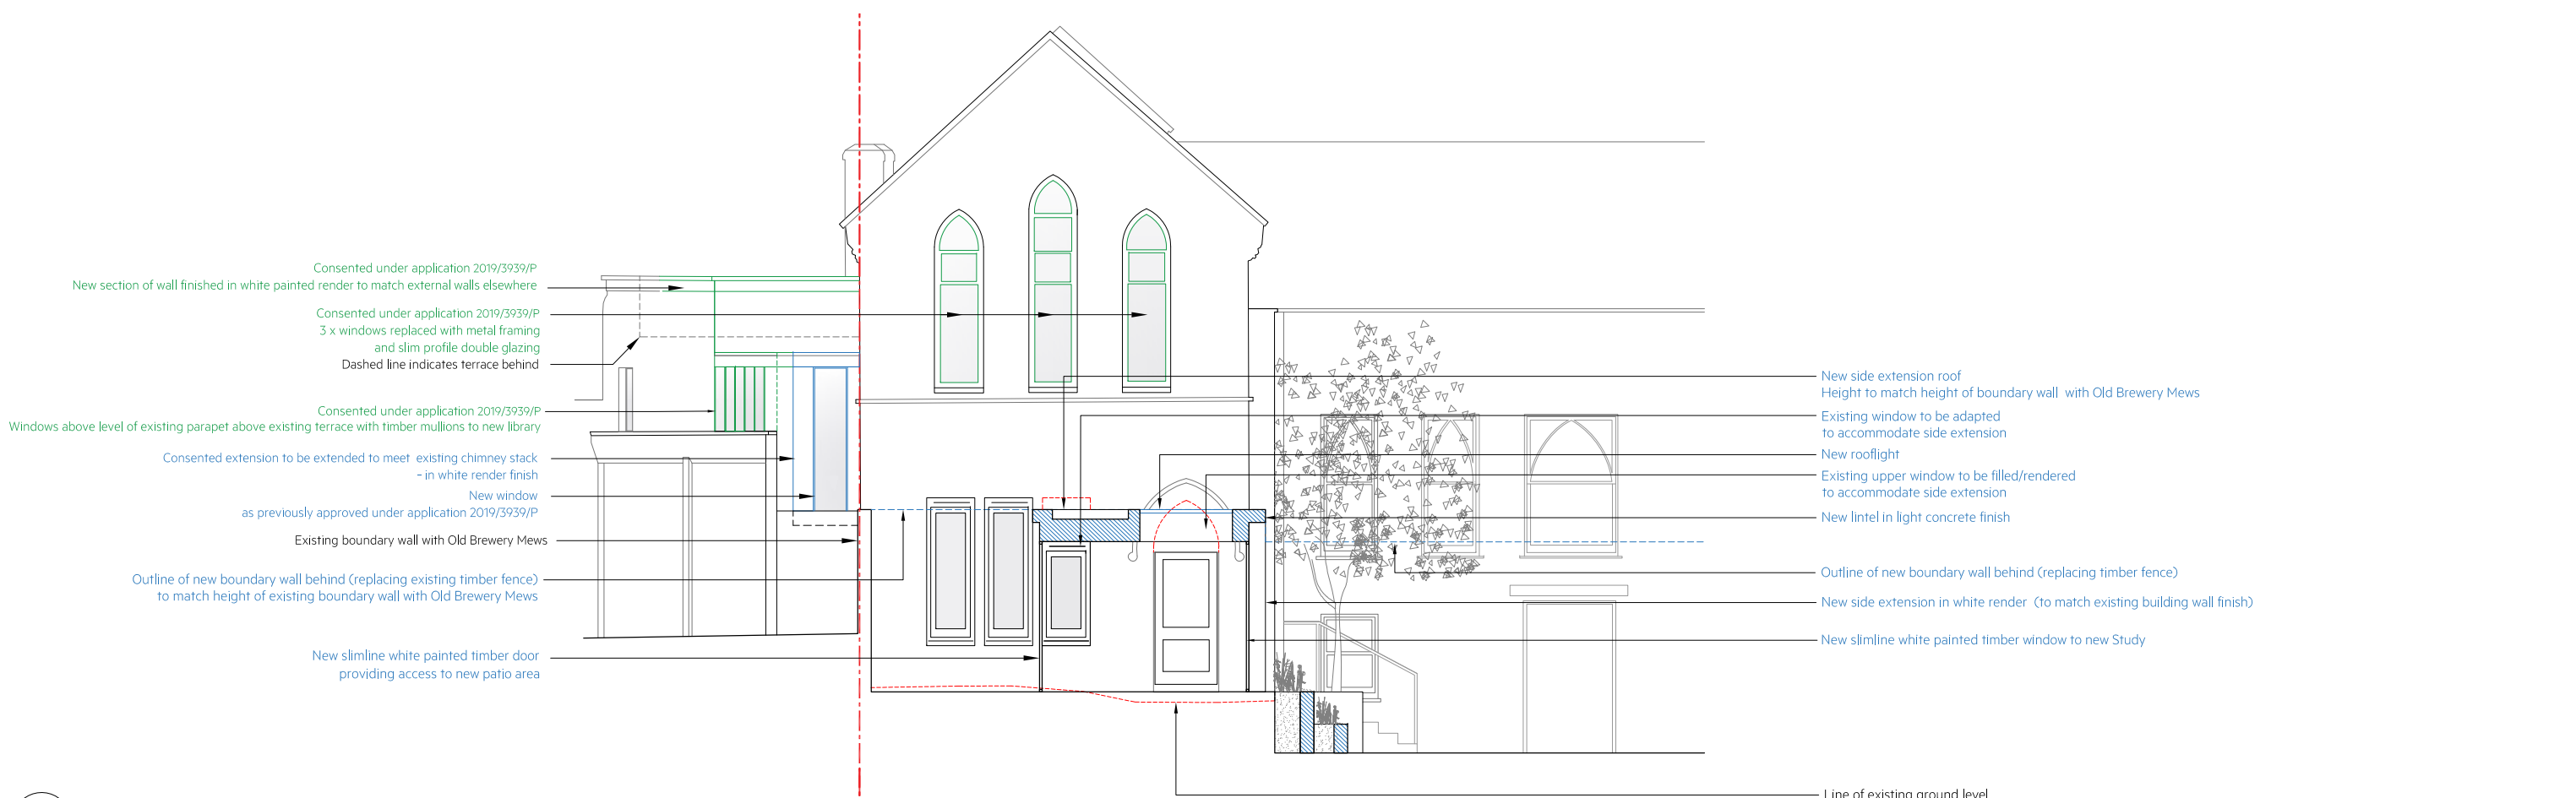 Consented under application 2019/3939/P
New section of wall finished in white painted render to match external walls elsewhere
Consented under application 2019/3939/P
3 x windows replaced with metal framing
and slim profile double glazing
Dashed line indicates terrace behind
Consented under application 2019/3939/P
Windows above level of existing parapet above existing terrace with timber mullions to new library
Consented extension to be extended to meet existing chimney stack
- in white render finish
New window
as previously approved under application 2019/3939/P
Existing boundary wall with Old Brewery Mews
Outline of new boundary wall behind (replacing existing timber fence)
to match height of existing boundary wall with Old Brewery Mews
New slimline white painted timber door
providing access to new patio area
New side extension roof
Height to match height of boundary wall with Old Brewery Mews
Existing window to be adapted
to accommodate side extension
New rooflight
Existing upper window to be filled/rendered
to accommodate side extension
New lintel in light concrete finish
Outline of new boundary wall behind (replacing timber fence)
New side extension in white render (to match existing building wall finish)
New slimline white painted timber window to new Study
Line of existing ground level